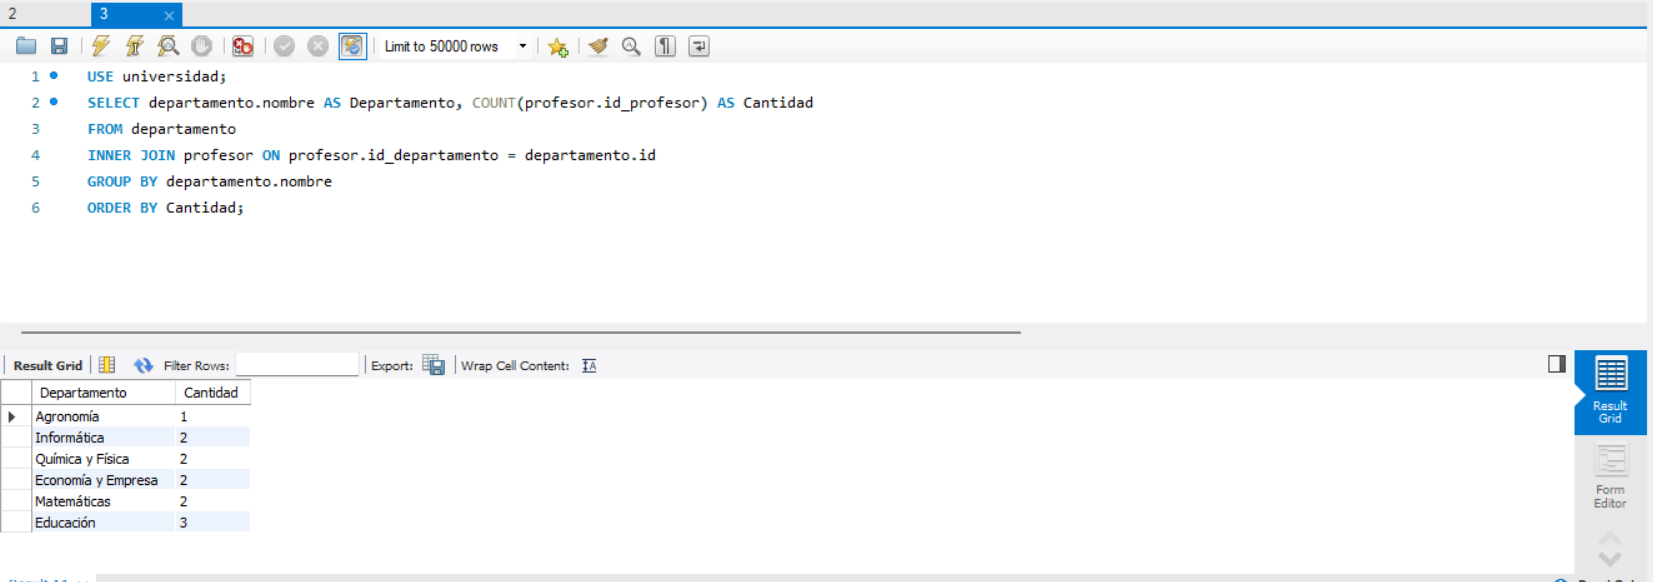 2
3
Limit to 50000 rows
1 USE universidad;
2 SELECT departamento.nombre AS Departamento, COUNT(profesor.id_profesor) AS Cantidad
3 FROM departamento
4 INNER JOIN profesor ON profesor.id_departamento = departamento.id
5 GROUP BY departamento.nombre
6 ORDER BY Cantidad;
Result Grid Filter Rows: Export: Wrap Cell Content:
Departamento Cantidad
Agronomía 1
Informática 2
Química y Física 2
Economía y Empresa 2
Matemáticas 2
Educación 3
Result
Grid
Form
Editor